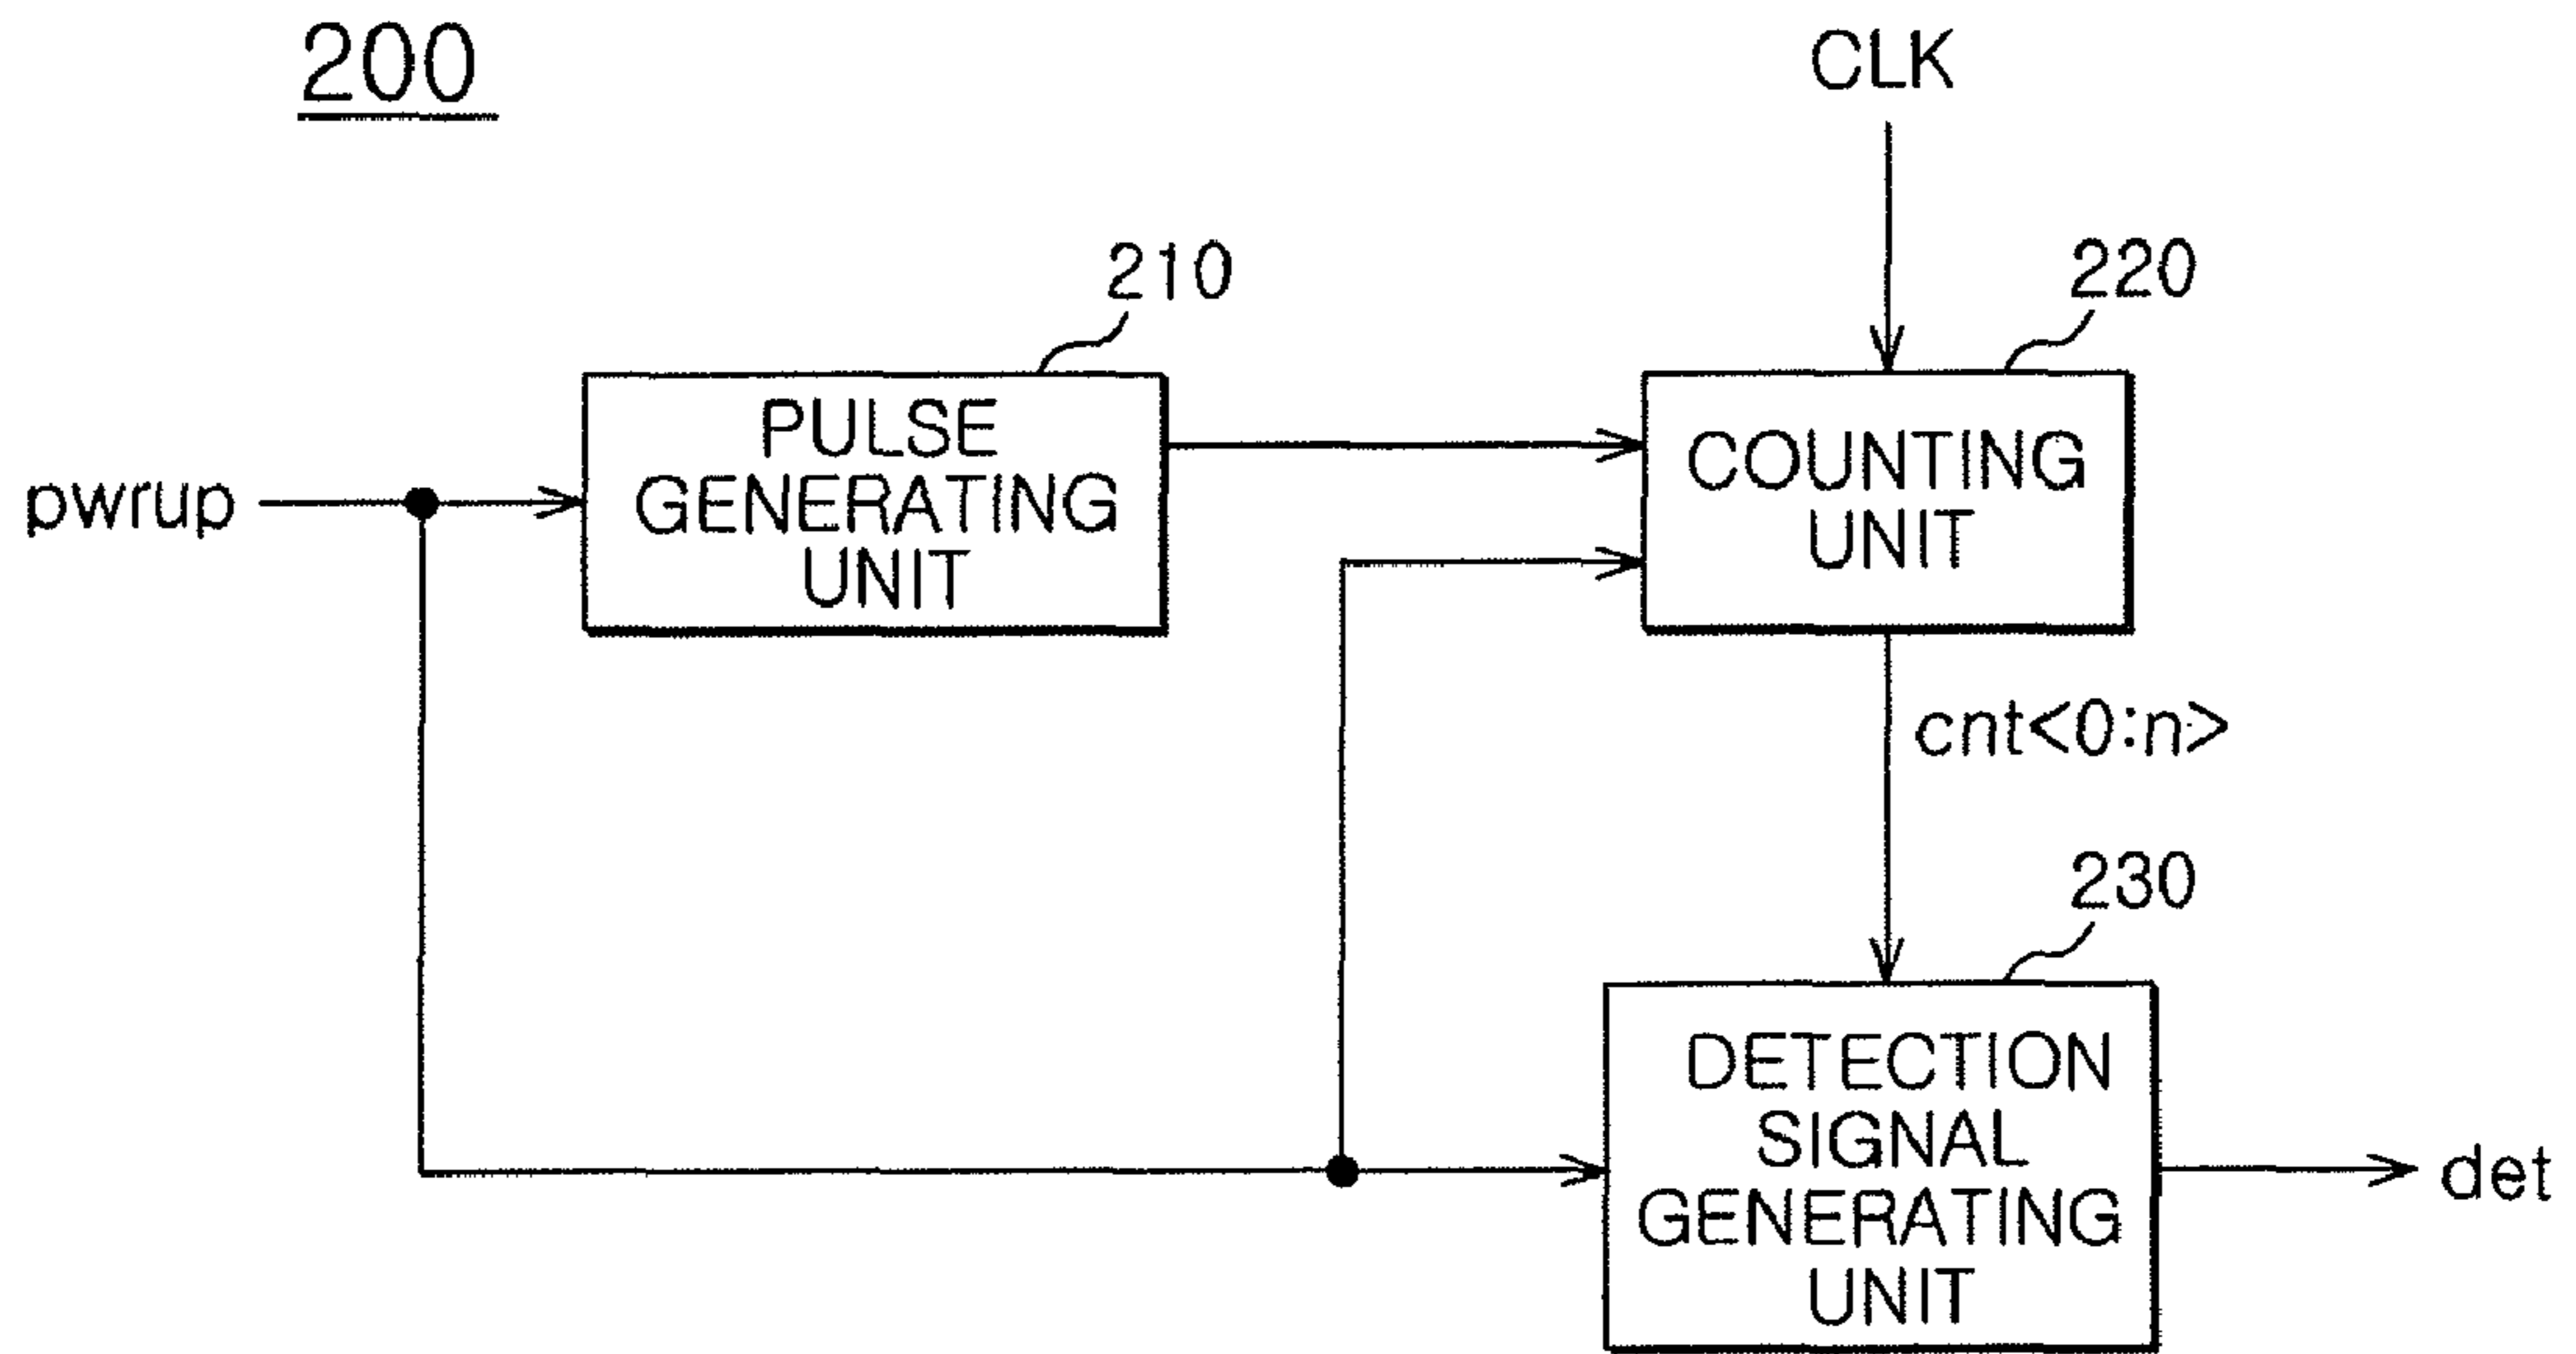 200
CLK
210
220
pwrup
PULSE
GENERATING
UNIT
COUNTING
UNIT
cnt<0:n>
230
DETECTION
SIGNAL
GENERATING
UNIT
det